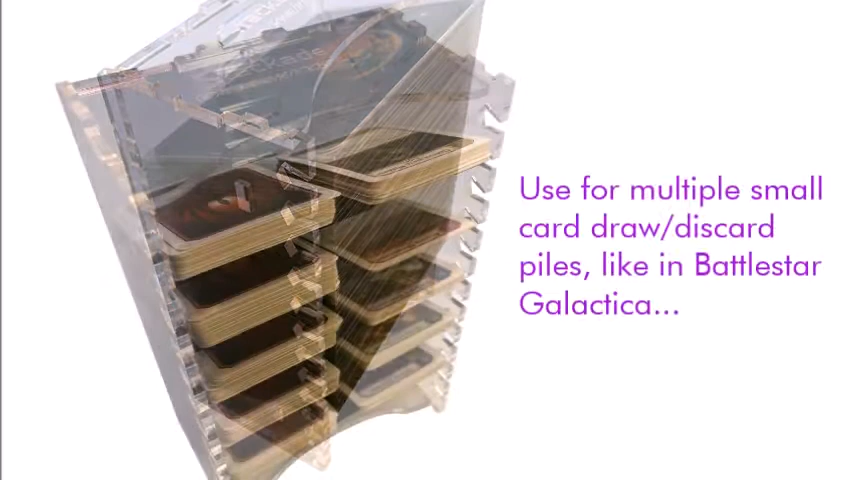 Use for multiple small
card draw/discard
piles, like in Battlestar
Galactica...